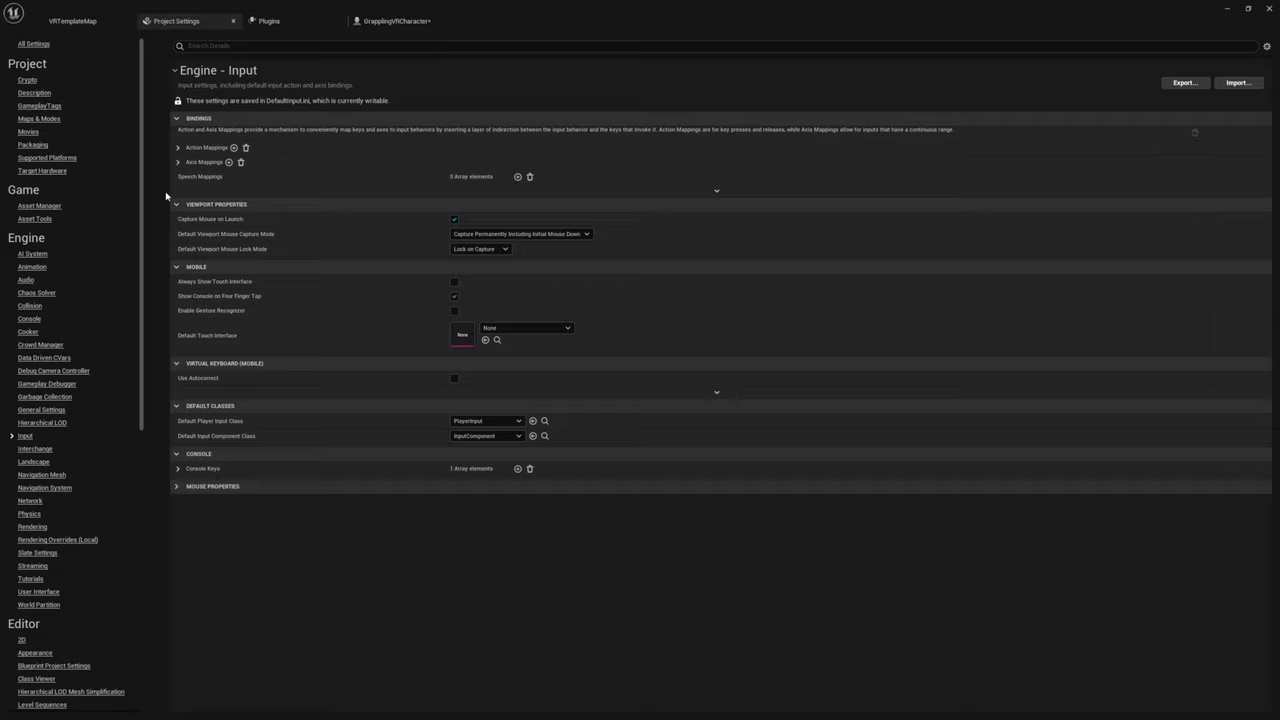 VRTemplateMap
Project Settings
Plugins
GrapplingVRCharacter•
All Settings
Project
Crypto
Description
GameplayTags
Maps & Modes
Movies
Packaging
Supported Platforms
Target Hardware
Game
Asset Manager
Asset Tools
Engine
AI System
Animation
Audio
Chaos Solver
Collision
Console
Cooker
Crowd Manager
Data Driven CVars
Debug Camera Controller
Gameplay Debugger
Garbage Collection
General Settings
Hierarchical LOD
Input
Interchange
Landscape
Navigation Mesh
Navigation System
Network
Physics
Rendering
Rendering Overrides (Local)
Slate Settings
Streaming
Tutorials
User Interface
World Partition
Editor
2D
Appearance
Blueprint Project Settings
Class Viewer
Hierarchical LOD Mesh Simplification
Level Sequences
Search Details
Engine - Input
Input settings, including default input action and axis bindings.
Export...
Import...
These settings are saved in DefaultInput.ini, which is currently writable.
BINDINGS
Action and Axis Mappings provide a mechanism to conveniently map keys and axes to input behaviors by inserting a layer of indirection between the input behavior and the keys that invoke it. Action Mappings are for key presses and releases, while Axis Mappings allow for inputs that have a continuous range.
Action Mappings
Axis Mappings
Speech Mappings 0 Array elements
VIEWPORT PROPERTIES
Capture Mouse on Launch
Default Viewport Mouse Capture Mode Capture Permanently Including Initial Mouse Down
Default Viewport Mouse Lock Mode Lock on Capture
MOBILE
Always Show Touch Interface
Show Console on Four Finger Tap
Enable Gesture Recognizer
Default Touch Interface None None
VIRTUAL KEYBOARD (MOBILE)
Use Autocorrect
DEFAULT CLASSES
Default Player Input Class PlayerInput
Default Input Component Class InputComponent
CONSOLE
Console Keys 1 Array elements
MOUSE PROPERTIES